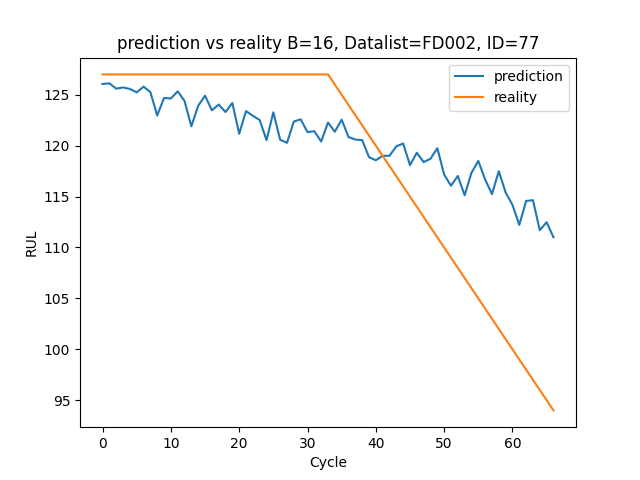 prediction vs reality B=16, Datalist=FD002, ID=77
prediction
reality
RUL
125
120
115
110
105
100
95
0 10 20 30 40 50 60
Cycle